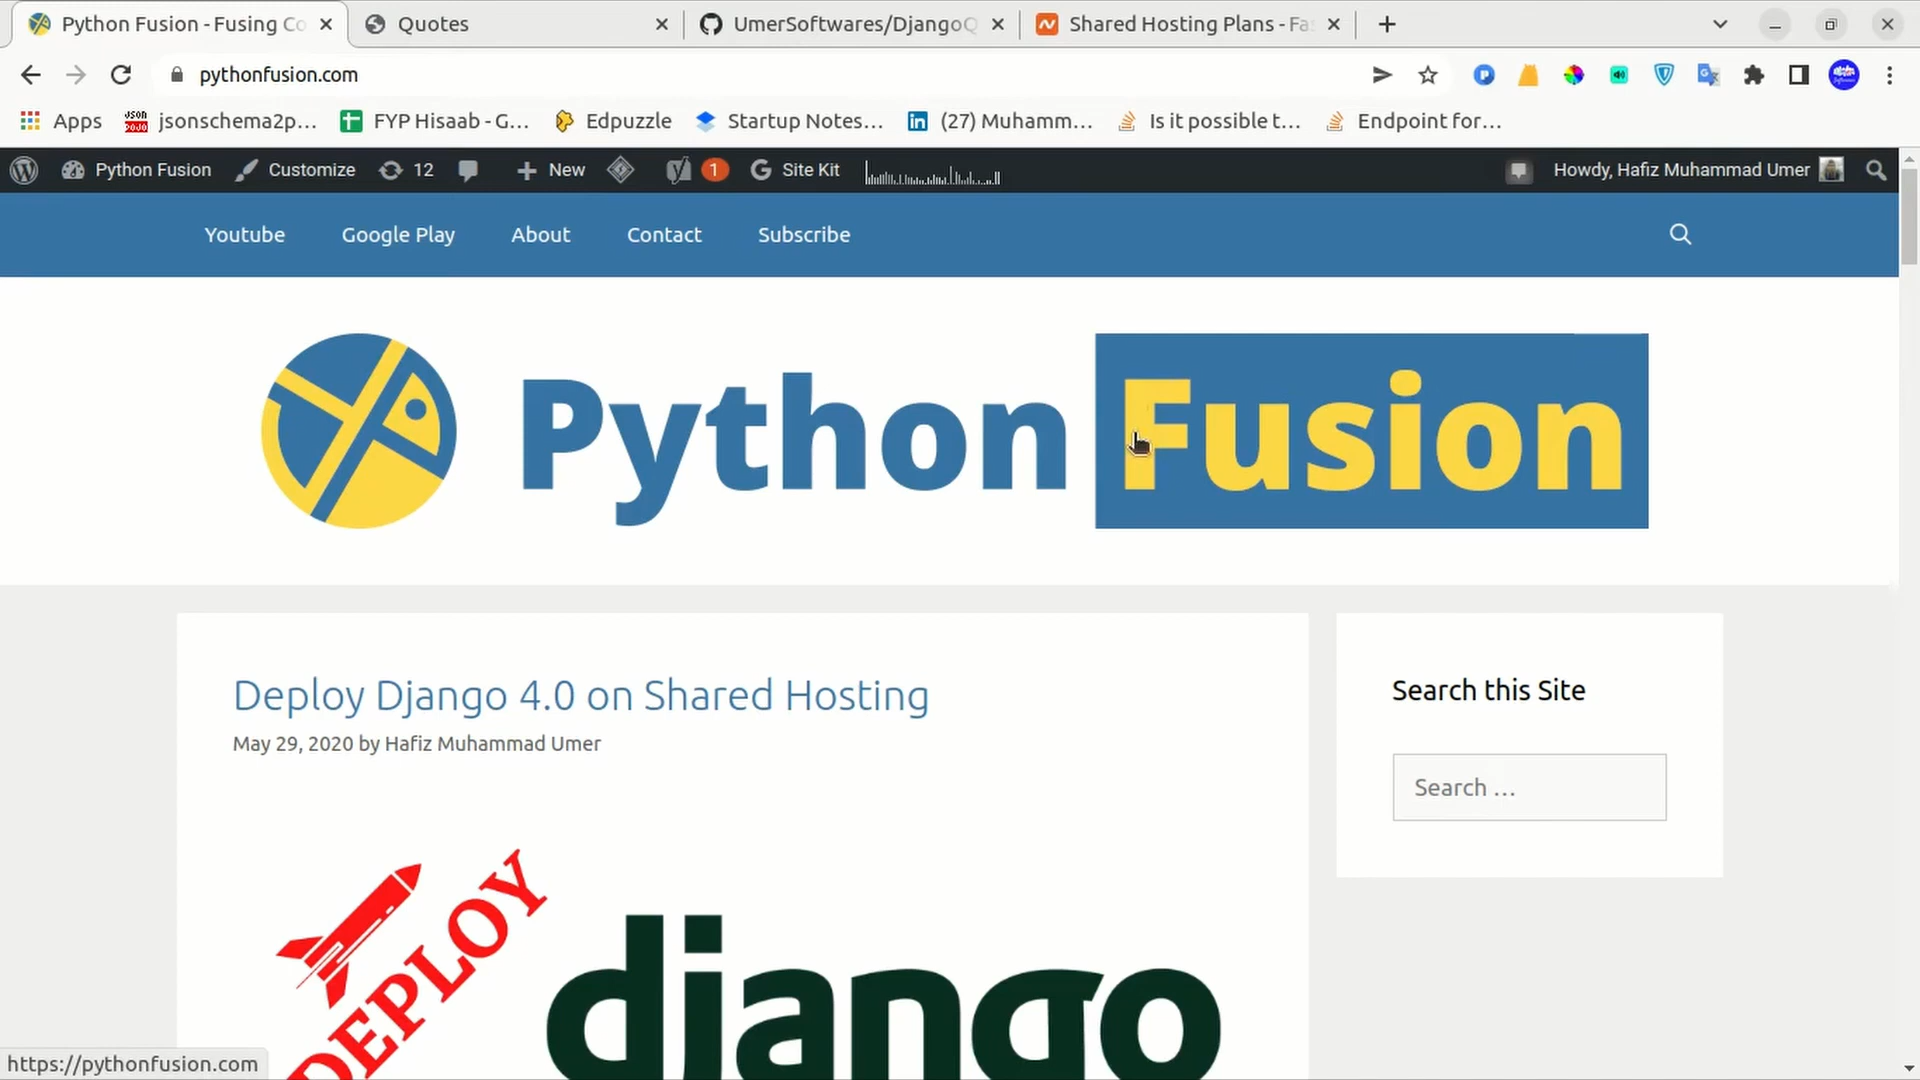 Python Fusion - Fusing Co
Quotes
UmerSoftwares/DjangoQ
Shared Hosting Plans - Fas
pythonfusion.com
Apps
JSON
jsonschema2p...
FYP Hisaab - G...
Edpuzzle
Startup Notes...
in
(27) Muhamm...
Is it possible t...
Endpoint for...
Python Fusion
Customize
12
New
1
Site Kit
Howdy, Hafiz Muhammad Umer
Youtube
Google Play
About
Contact
Subscribe
Python Fusion
Deploy Django 4.0 on Shared Hosting
May 29, 2020 by Hafiz Muhammad Umer
Search this Site
Search ...
DEPLOY
django
https://pythonfusion.com